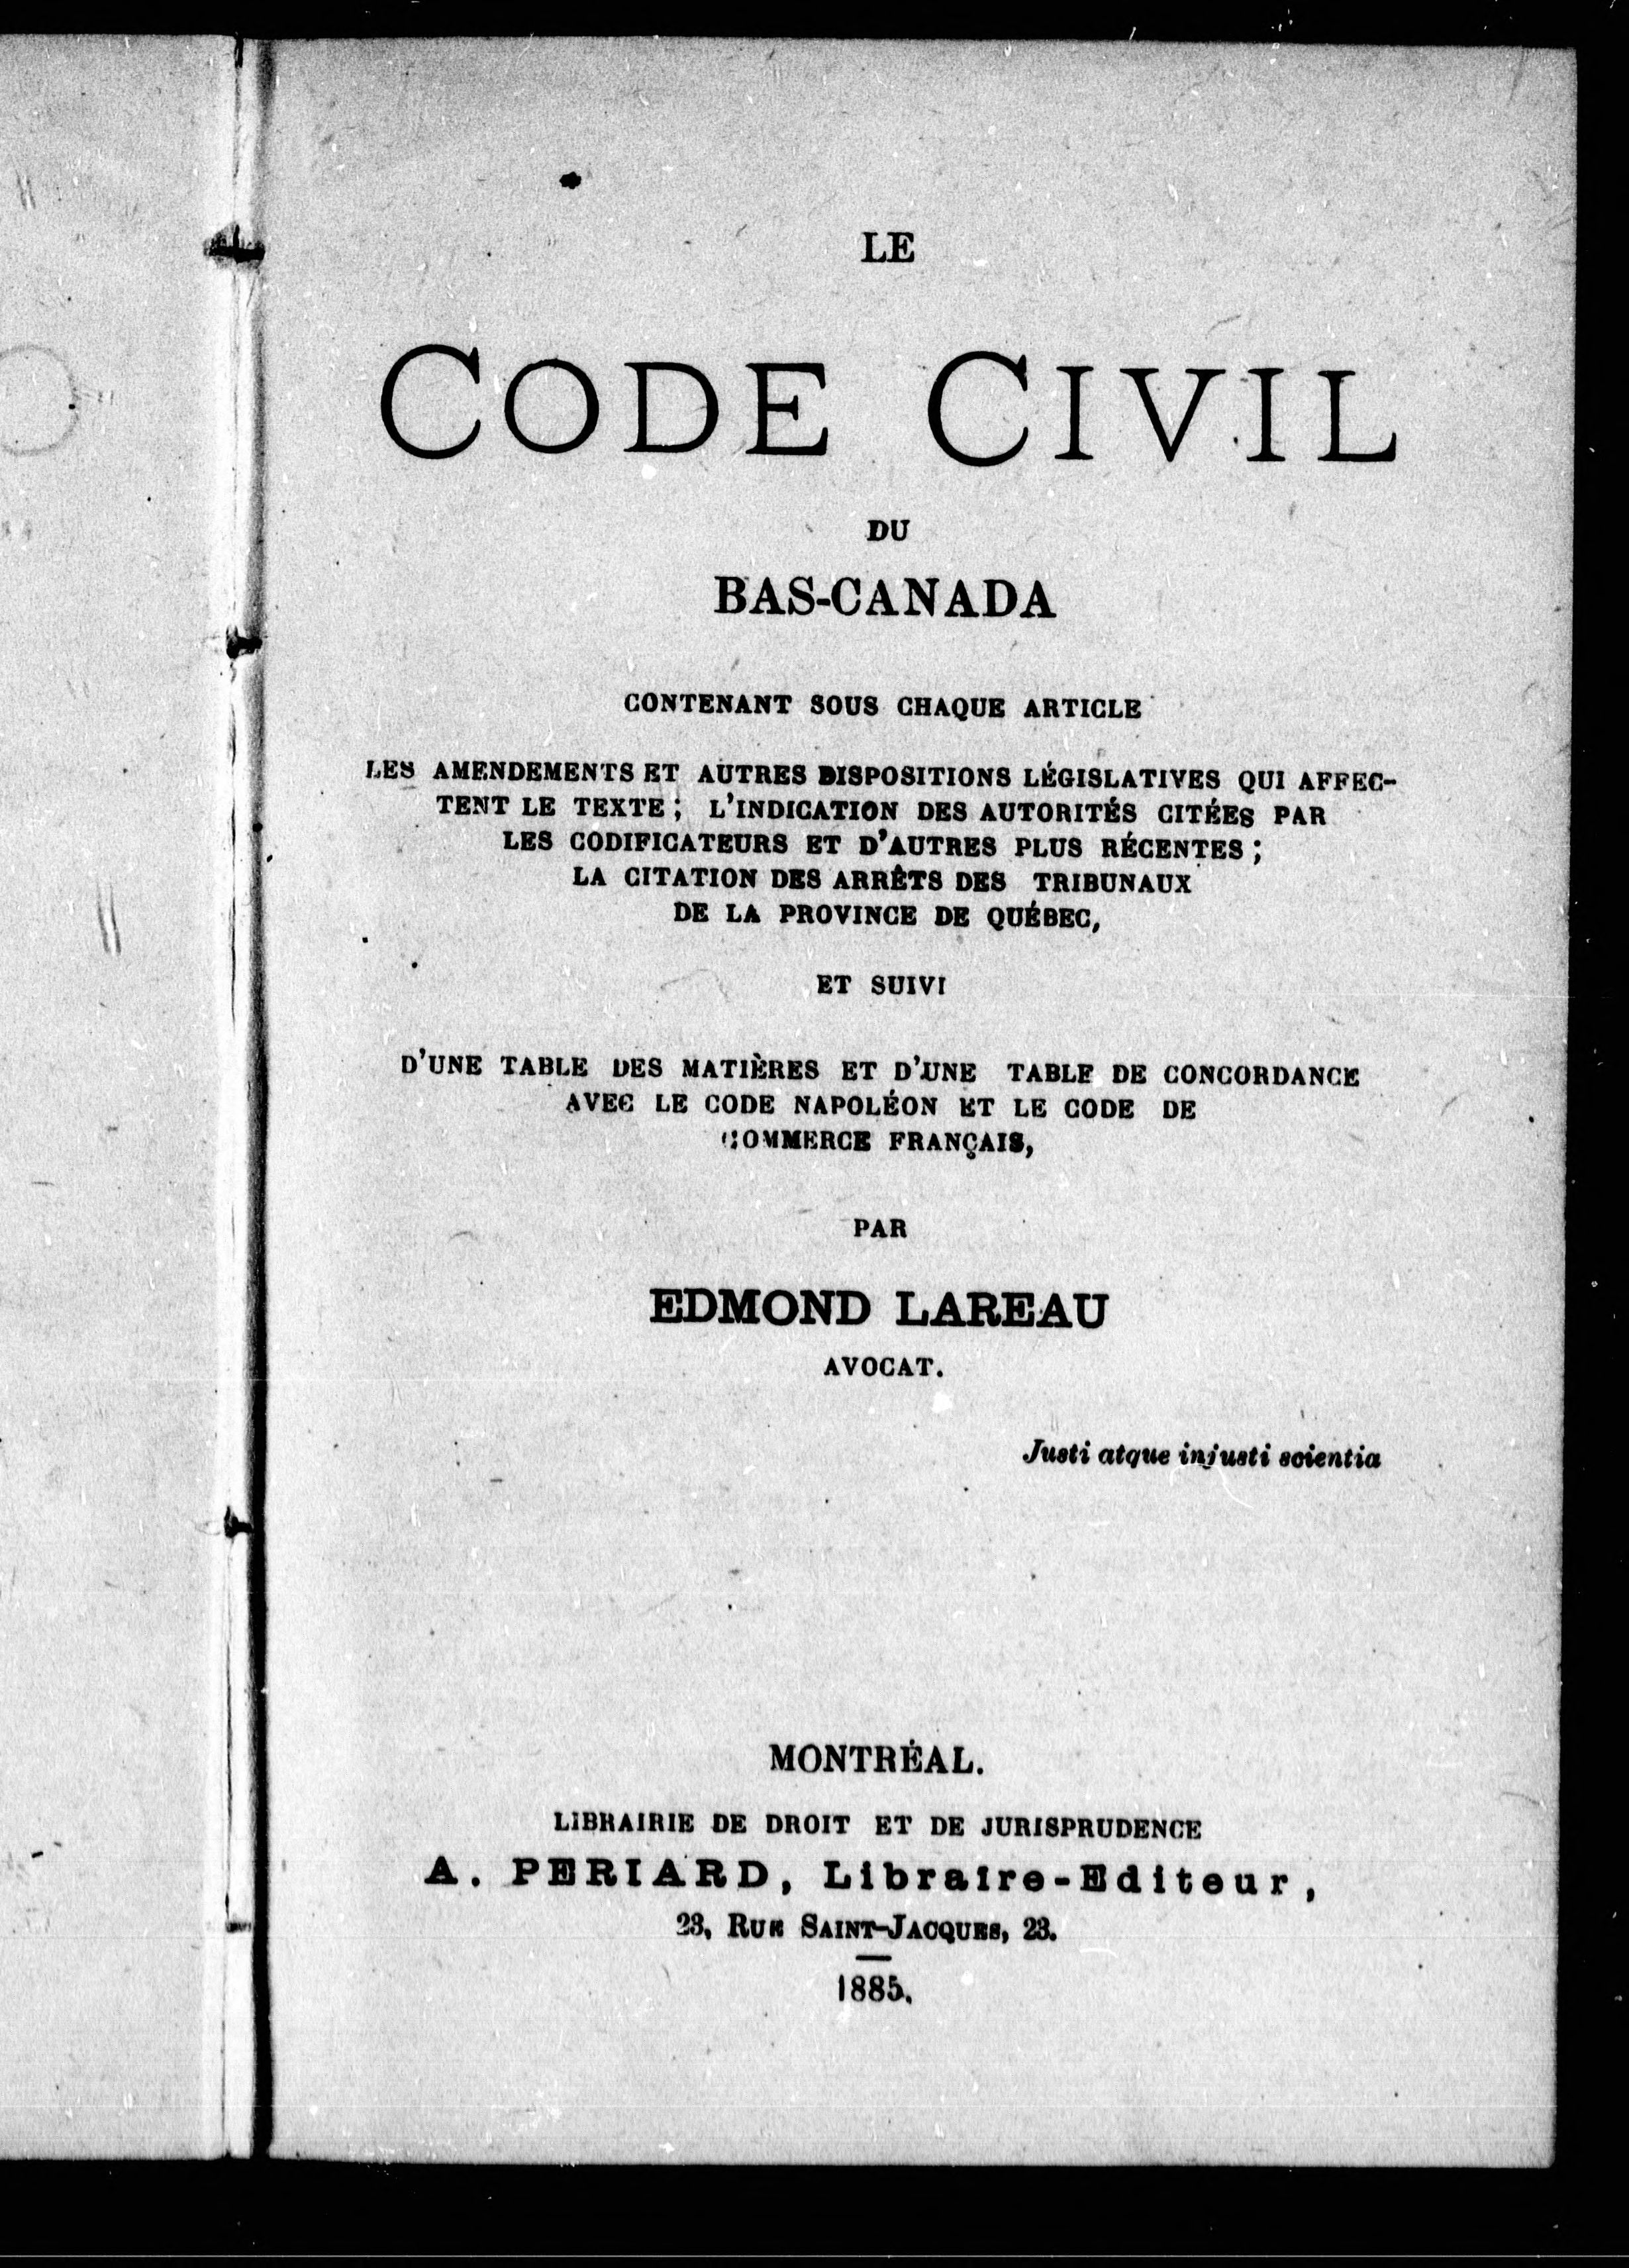 LE
CODE CIVIL
DU
BAS-CANADA
CONTENANT SOUS CHAQUE ARTICLE
LES AMENDEMENTS ET AUTRES DISPOSITIONS LÉGISLATIVES QUI AFFEC-
TENT LE TEXTE ; L'INDICATION DES AUTORITÉS CITÉES PAR
LES CODIFICATEURS ET D'AUTRES PLUS RÉCENTES ;
LA CITATION DES ARRÊTS DES TRIBUNAUX
DE LA PROVINCE DE QUÉBEC,
ET SUIVI
D'UNE TABLE DES MATIÈRES ET D'UNE TABLE DE CONCORDANCE
AVEC LE CODE NAPOLÉON ET LE CODE DE
COMMERCE FRANÇAIS,
PAR
EDMOND LAREAU
AVOCAT.
Justi atque injusti scientia
MONTRÉAL.
LIBRAIRIE DE DROIT ET DE JURISPRUDENCE
A. PERIARD, Libraire-Editeur,
23, RUE SAINT-JACQUES, 23.
1885.